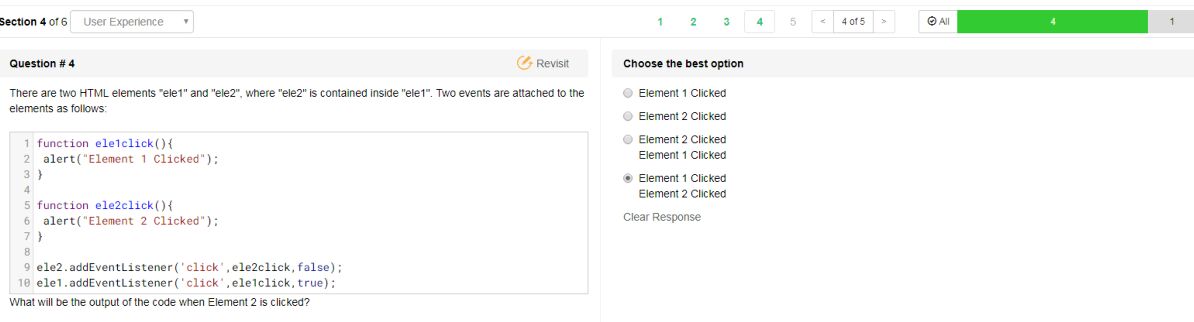 Section 4 of 6 User Experience 1 2 3 4 5 < 4 of 5 > All 4 1
Question # 4 Revisit
There are two HTML elements "ele1" and "ele2", where "ele2" is contained inside "ele1". Two events are attached to the
elements as follows:
1 function ele1click(){
2 alert("Element 1 Clicked");
3 }
4
5 function ele2click(){
6 alert("Element 2 Clicked");
7 }
8
9 ele2.addEventListener('click',ele2click,false);
10 ele1.addEventListener('click',ele1click,true);
What will be the output of the code when Element 2 is clicked?
Choose the best option
Element 1 Clicked
Element 2 Clicked
Element 2 Clicked
Element 1 Clicked
Element 1 Clicked
Element 2 Clicked
Clear Response